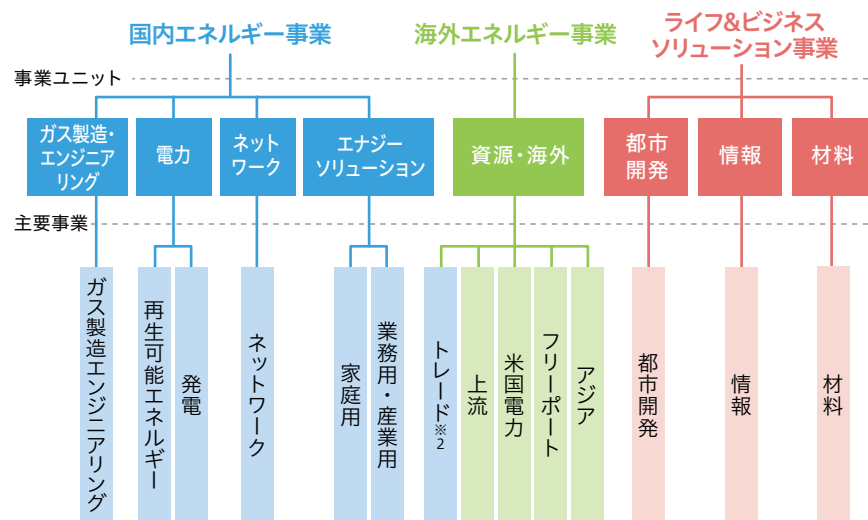 国内エネルギー事業
海外エネルギー事業
ライフ&ビジネス
ソリューション事業
事業ユニット
ガス製造・
エンジニア
リング
電力
ネット
ワーク
エナジー
ソリューション
資源・海外
都市
開発
情報
材料
主要事業
ガス製造エンジニアリング
再生可能エネルギー
発電
ネットワーク
家庭用
業務用・産業用
トレード※2
上流
米国電力
フリーポート
アジア
都市開発
情報
材料